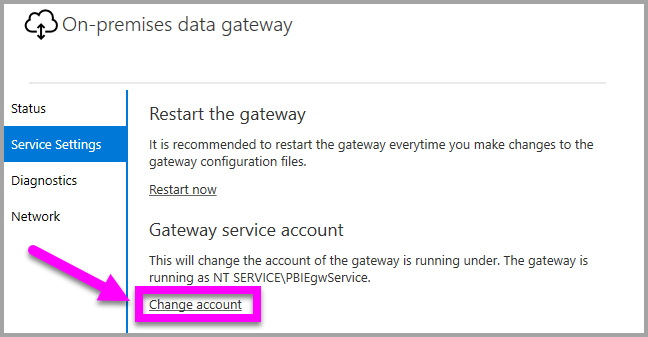 On-premises data gateway
Status
Service Settings
Diagnostics
Network
Restart the gateway
It is recommended to restart the gateway everytime you make changes to the
gateway configuration files.
Restart now
Gateway service account
This will change the account of the gateway is running under. The gateway is
running as NT SERVICE\PBIEgwService.
Change account